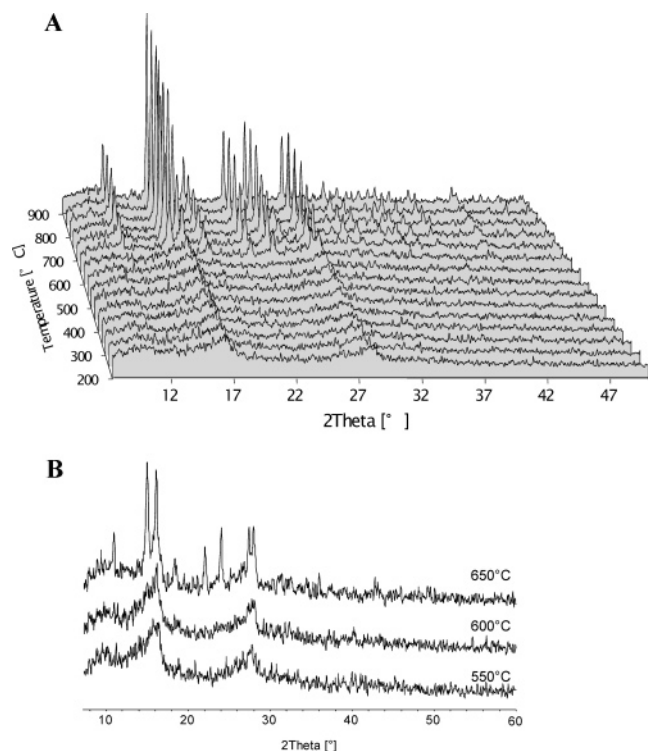 A
900
800
700
600
500
400
300
200
Temperature [° C]
12 17 22 27 32 37 42 47
2Theta [° ]
B
650°C
600°C
550°C
10 20 30 40 50 60
2Theta [°]